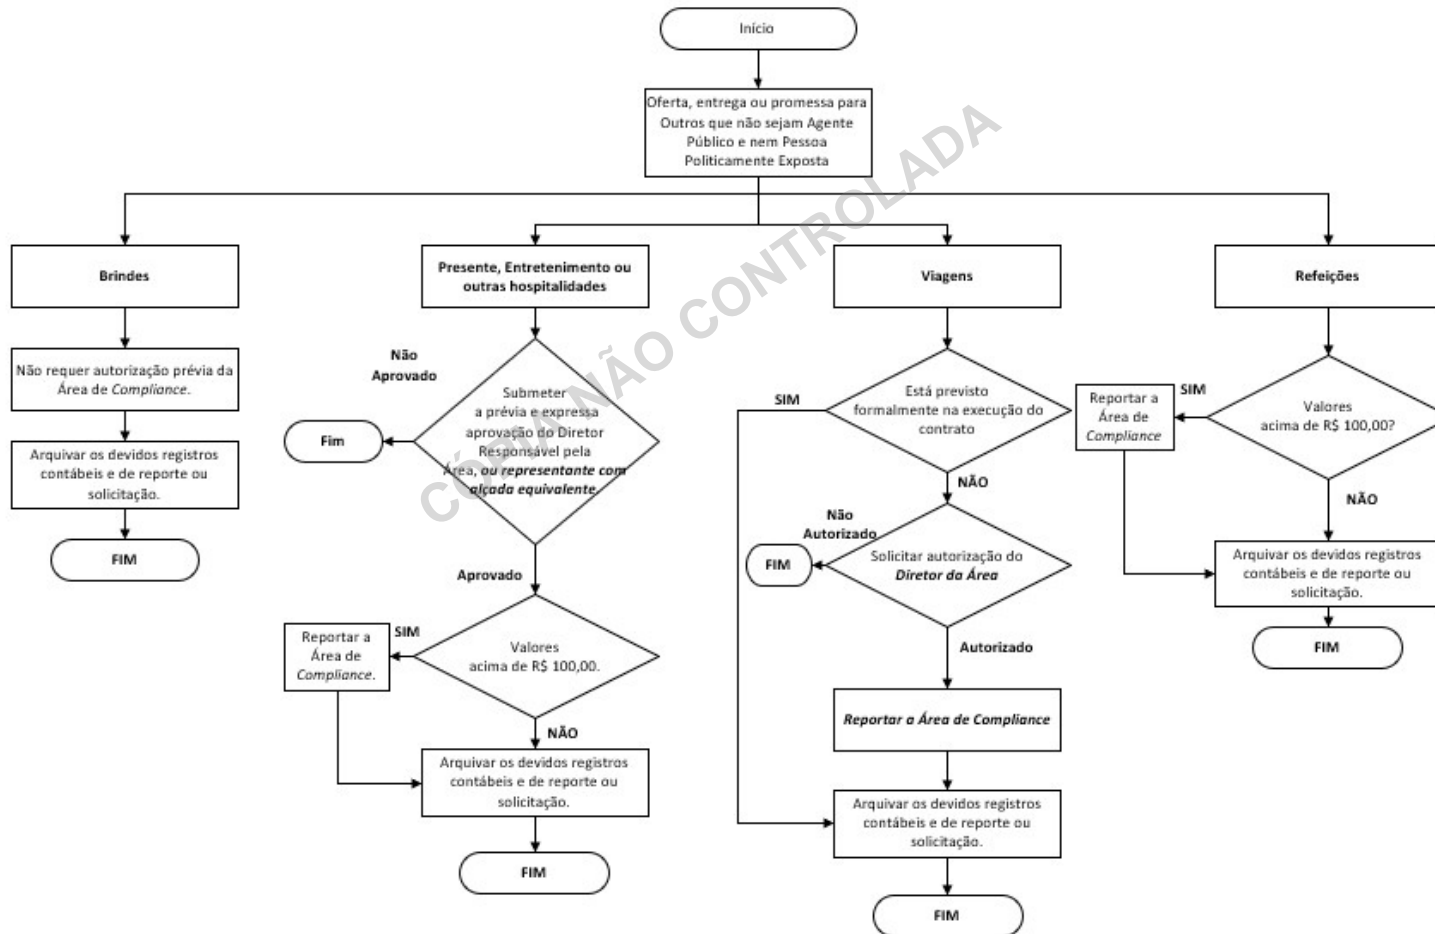 Início
Oferta, entrega ou promessa para
Outros que não sejam Agente
Público e nem Pessoa
Politicamente Exposta
Brindes
Não requer autorização prévia da
Área de Compliance.
Arquivar os devidos registros
contábeis e de reporte ou
solicitação.
FIM
Presente, Entretenimento ou
outras hospitalidades
Não
Aprovado
Submeter
a prévia e expressa
aprovação do Diretor
Responsável pela
Área, ou representante com
alçada equivalente.
Fim
Aprovado
Valores
acima de R$ 100,00.
SIM
Reportar a
Área de
Compliance.
NÃO
Arquivar os devidos registros
contábeis e de reporte ou
solicitação.
FIM
Viagens
Está previsto
formalmente na execução do
contrato
SIM
NÃO
Não
Autorizado
Solicitar autorização do
Diretor da Área
FIM
Autorizado
Reportar a Área de Compliance
Arquivar os devidos registros
contábeis e de reporte ou
solicitação.
FIM
Refeições
Valores
acima de R$ 100,00?
SIM
Reportar a
Área de
Compliance
NÃO
Arquivar os devidos registros
contábeis e de reporte ou
solicitação.
FIM
CÓPIA NÃO CONTROLADA